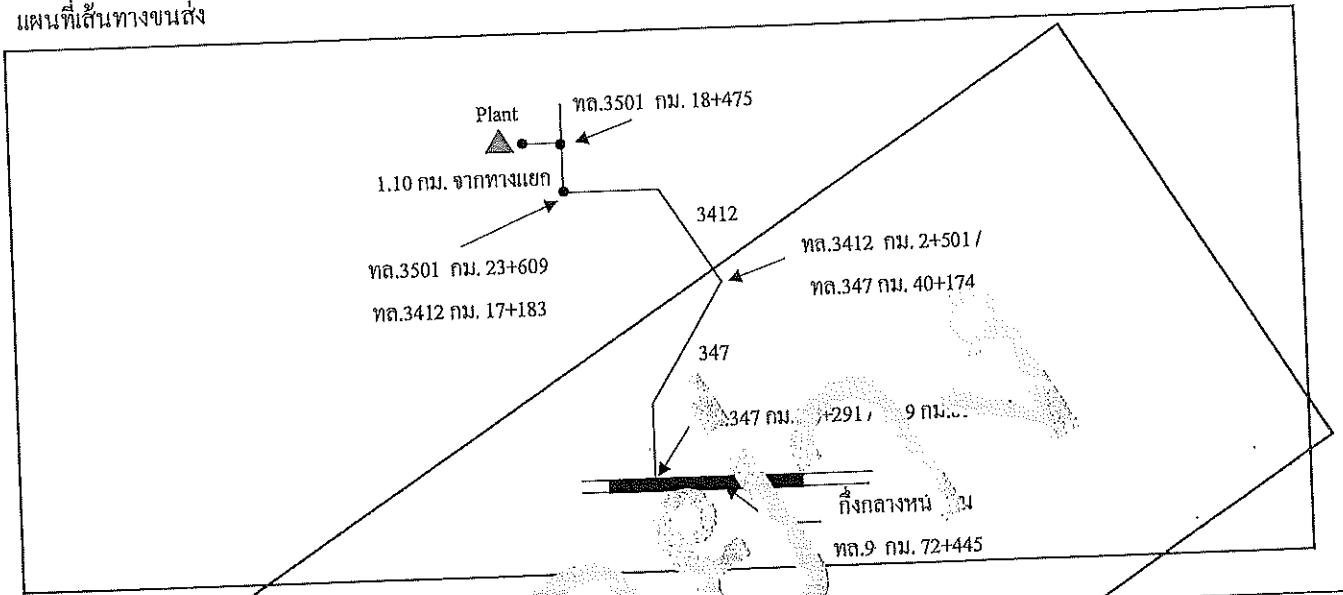 แผนที่เส้นทางขนส่ง
Plant
ทล.3501 กม. 18+475
1.10 กม. จากทางแยก
3412
ทล.3501 กม. 23+609
ทล.3412 กม. 17+183
ทล.3412 กม. 2+501 /
ทล.347 กม. 40+174
347
.347 กม. +291 / 9 กม.
กึ่งกลางหน
ทล.9 กม. 72+445